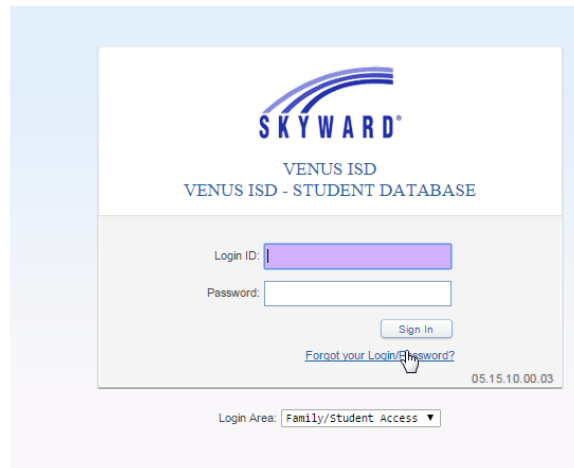 SKYWARD®
VENUS ISD
VENUS ISD - STUDENT DATABASE
Login ID:
Password:
Sign In
Forgot your Login/Password?
05.15.10.00.03
Login Area: Family/Student Access ▼